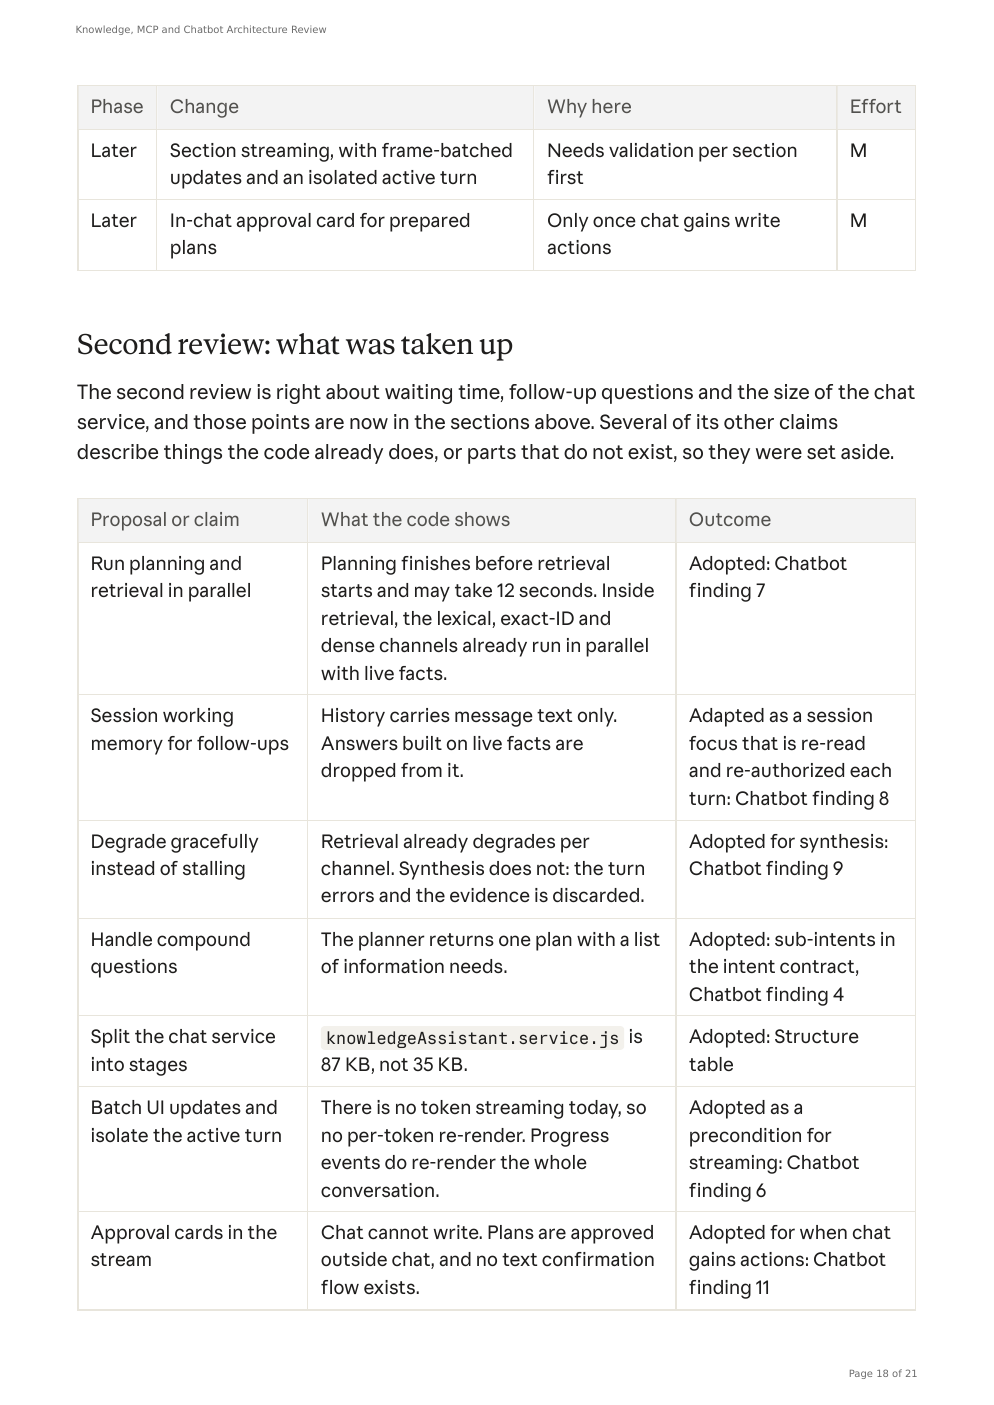 Knowledge, MCP and Chatbot Architecture Review
Phase Change Why here Effort
Later Section streaming, with frame-batched Needs validation per section M
updates and an isolated active turn first
Later In-chat approval card for prepared Only once chat gains write M
plans actions
Second review: what was taken up
The second review is right about waiting time, follow-up questions and the size of the chat
service, and those points are now in the sections above. Several of its other claims
describe things the code already does, or parts that do not exist, so they were set aside.
Proposal or claim What the code shows Outcome
Run planning and Planning finishes before retrieval Adopted: Chatbot
retrieval in parallel starts and may take 12 seconds. Inside finding 7
retrieval, the lexical, exact-ID and
dense channels already run in parallel
with live facts.
Session working History carries message text only. Adapted as a session
memory for follow-ups Answers built on live facts are focus that is re-read
dropped from it. and re-authorized each
turn: Chatbot finding 8
Degrade gracefully Retrieval already degrades per Adopted for synthesis:
instead of stalling channel. Synthesis does not: the turn Chatbot finding 9
errors and the evidence is discarded.
Handle compound The planner returns one plan with a list Adopted: sub-intents in
questions of information needs. the intent contract,
Chatbot finding 4
Split the chat service knowledgeAssistant.service.js is Adopted: Structure
into stages 87 KB, not 35 KB. table
Batch UI updates and There is no token streaming today, so Adopted as a
isolate the active turn no per-token re-render. Progress precondition for
events do re-render the whole streaming: Chatbot
conversation. finding 6
Approval cards in the Chat cannot write. Plans are approved Adopted for when chat
stream outside chat, and no text confirmation gains actions: Chatbot
flow exists. finding 11
Page 18 of 21